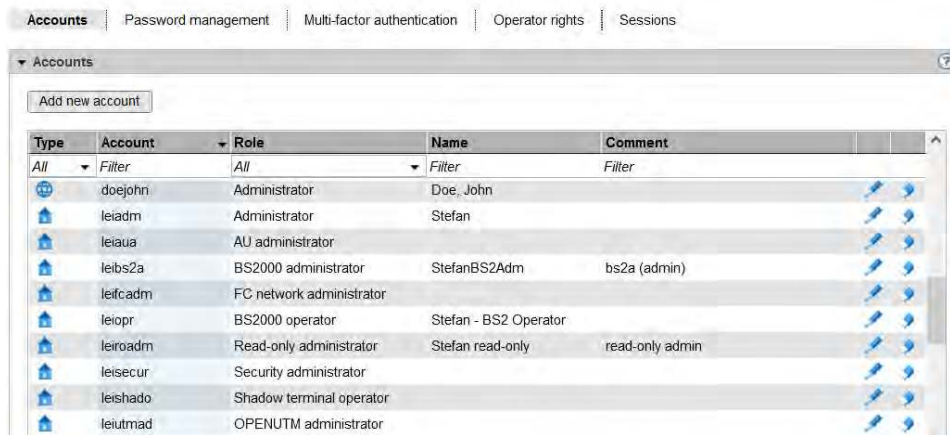 Accounts Password management Multi-factor authentication Operator rights Sessions
Accounts ?
Add new account
Type Account Role Name Comment
All Filter All Filter Filter
doejohn Administrator Doe, John
leiadm Administrator Stefan
leiaua AU administrator
leibs2a BS2000 administrator StefanBS2Adm bs2a (admin)
leifcadm FC network administrator
leiopr BS2000 operator Stefan - BS2 Operator
leiroadm Read-only administrator Stefan read-only read-only admin
leisecur Security administrator
leishado Shadow terminal operator
leiutmad OPENUTM administrator